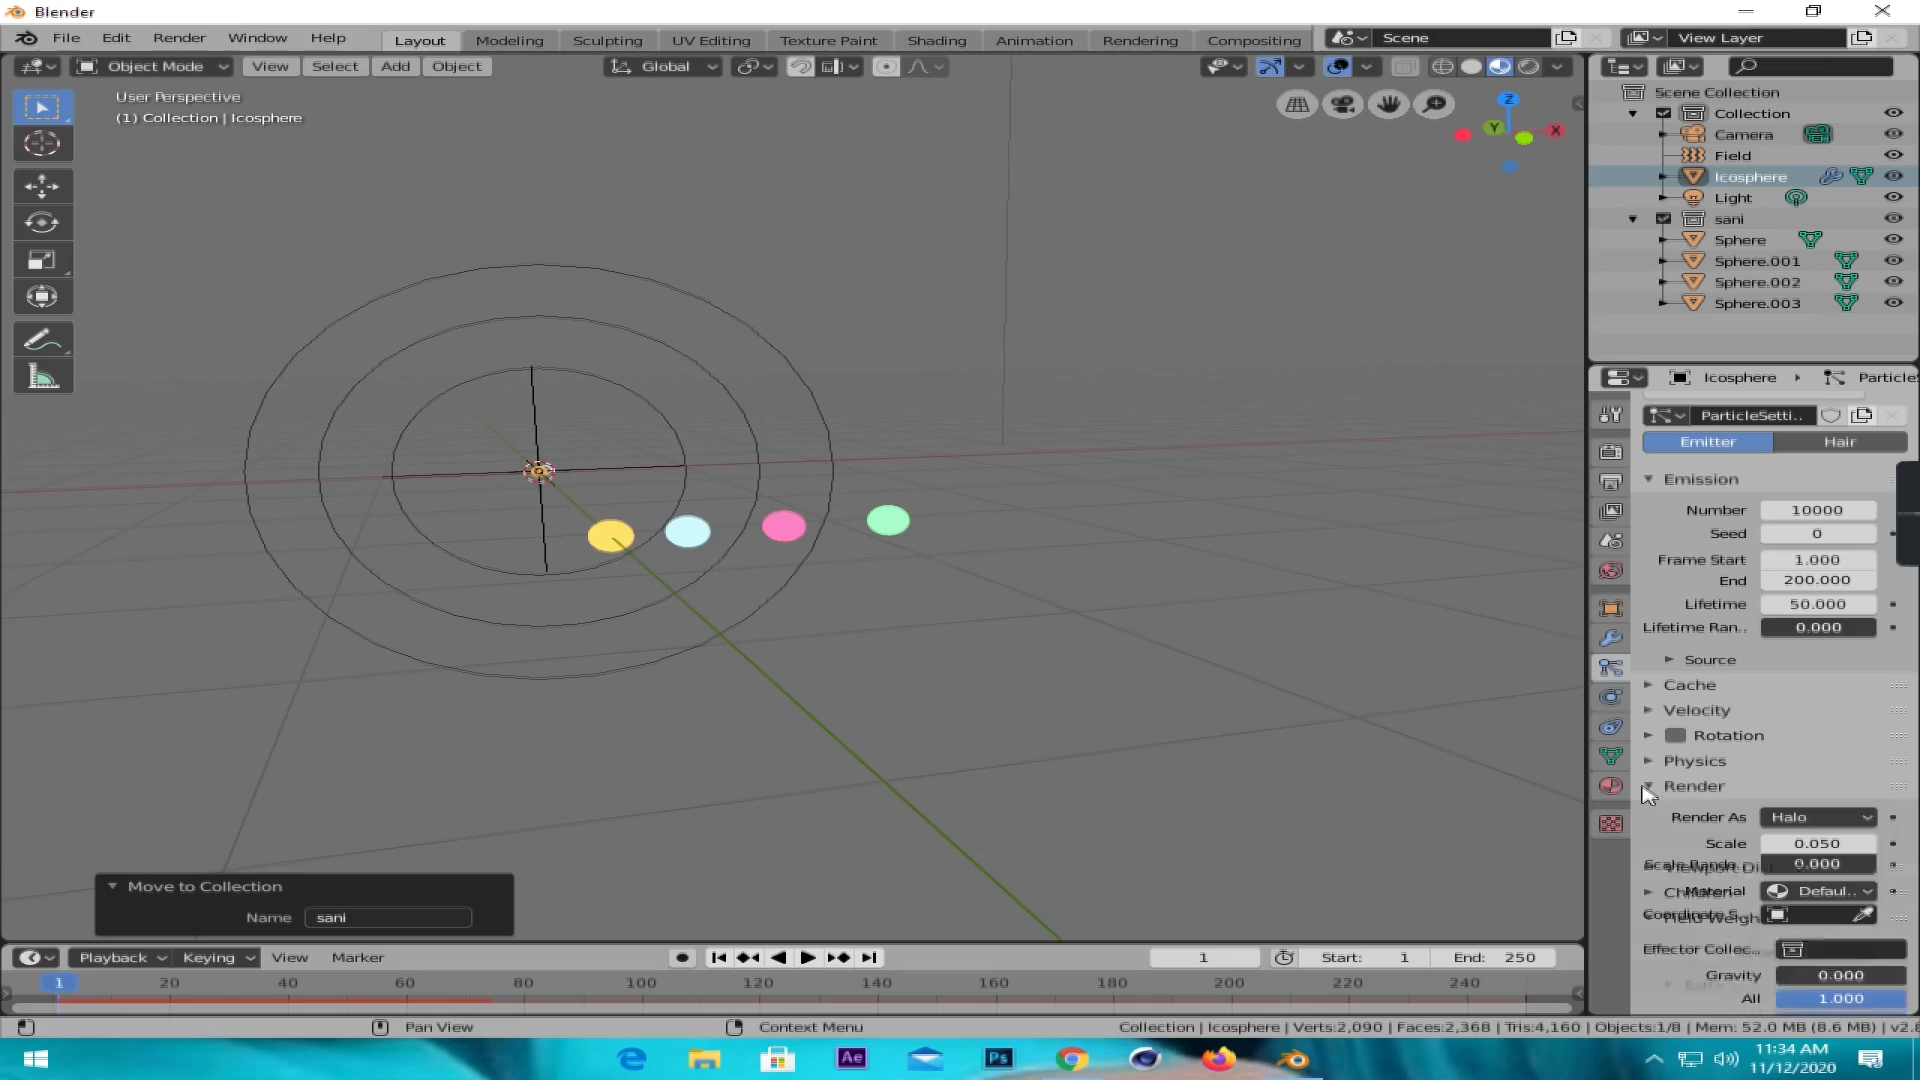 Blender
File Edit Render Window Help Layout Modeling Sculpting UV Editing Texture Paint Shading Animation Rendering Compositing Scene View Layer
Object Mode View Select Add Object Global
User Perspective
(1) Collection | Icosphere
Z
Y
X
Scene Collection
Collection
Camera
Field
Icosphere
Light
sani
Sphere
Sphere.001
Sphere.002
Sphere.003
Icosphere Particle
ParticleSetti..
Emitter Hair
Emission
Number 10000
Seed 0
Frame Start 1.000
End 200.000
Lifetime 50.000
Lifetime Ran.. 0.000
Source
Cache
Velocity
Rotation
Physics
Render
Render As Halo
Scale 0.050
0.000
Material Defaul..
Effector Collec..
Gravity 0.000
All 1.000
Move to Collection
Name sani
Playback Keying View Marker 1 Start: 1 End: 250
1 20 40 60 80 100 120 140 160 180 200 220 240
Pan View Context Menu Collection | Icosphere | Verts:2,090 | Faces:2,368 | Tris:4,160 | Objects:1/8 | Mem: 52.0 MB (8.6 MB) | v2.8
Ae Ps
11:34 AM
11/12/2020